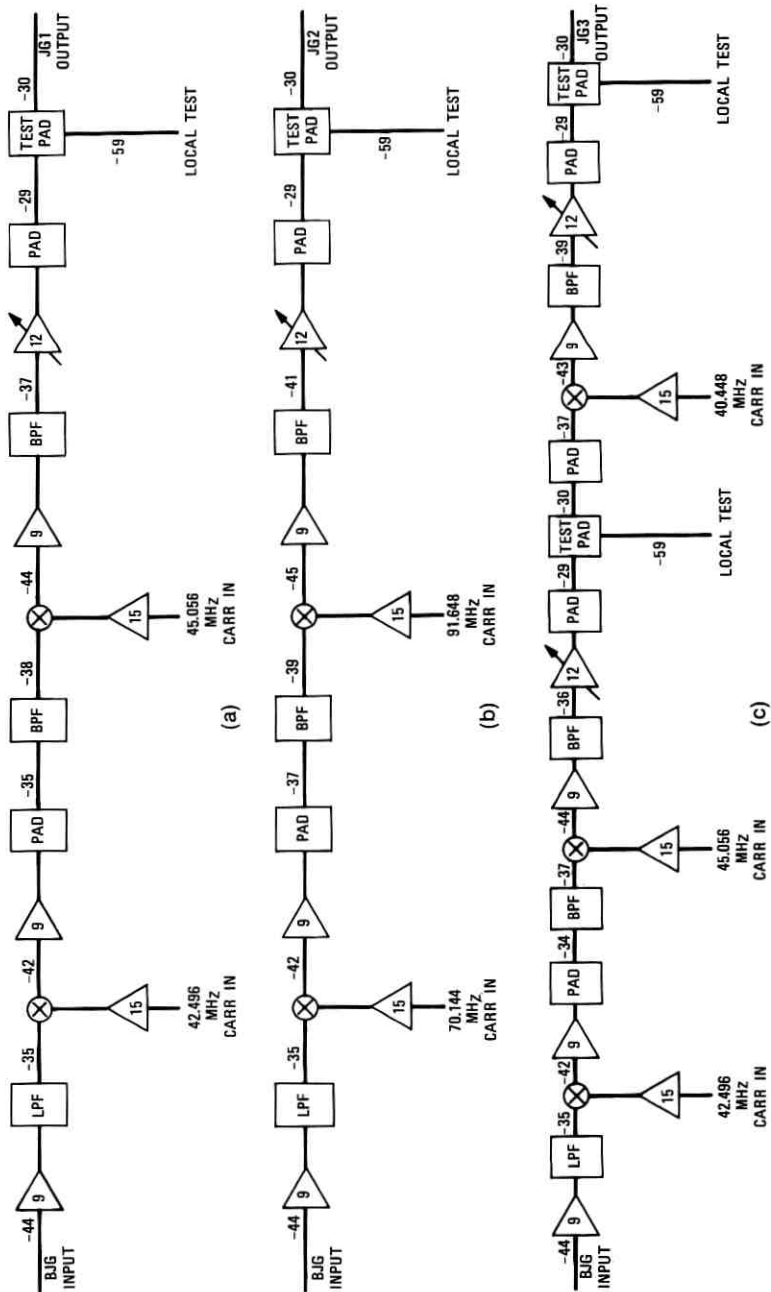 BJG
INPUT
-44
9
LPF
-35
-42
15
42.496
MHz
CARR IN
9
PAD
-35
BPF
-38
-44
15
45.056
MHz
CARR IN
9
BPF
-37
12
PAD
-29
TEST
PAD
-30
JG1
OUTPUT
-59
LOCAL TEST
(a)
BJG
INPUT
-44
9
LPF
-35
-42
15
70.144
MHz
CARR IN
9
PAD
-37
BPF
-39
-45
15
91.648
MHz
CARR IN
9
BPF
-41
12
PAD
-29
TEST
PAD
-30
JG2
OUTPUT
-59
LOCAL TEST
(b)
BJG
INPUT
-44
9
LPF
-35
-42
15
42.496
MHz
CARR IN
9
PAD
-34
BPF
-37
-44
15
45.056
MHz
CARR IN
9
BPF
-36
12
PAD
-29
TEST
PAD
-30
-59
LOCAL TEST
PAD
-37
-43
15
40.448
MHz
CARR IN
9
BPF
-39
12
PAD
-29
TEST
PAD
-30
JG3
OUTPUT
-59
LOCAL TEST
(c)